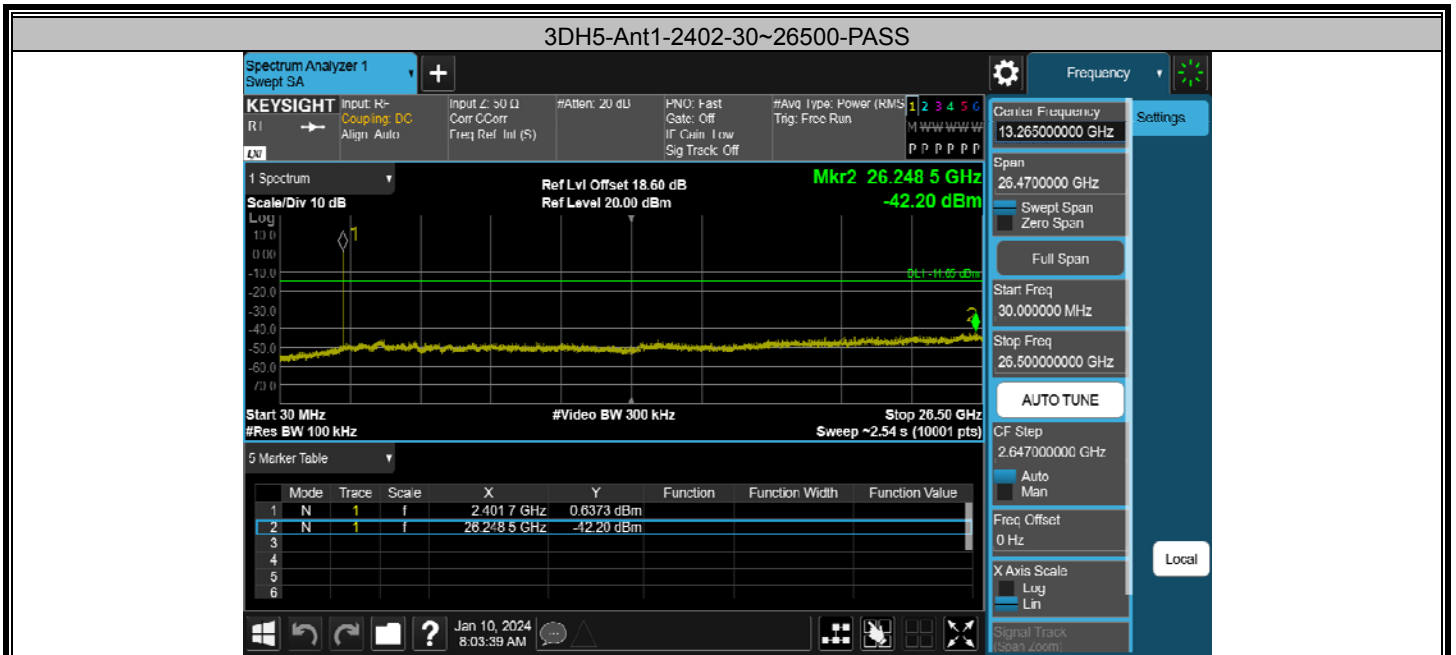 3DH5-Ant1-2402-30~26500-PASS
Spectrum Analyzer 1
Swept SA
+
Frequency
KEYSIGHT
Input: RF
Coupling: DC
Align: Auto
Input Z: 50 Ω
Corr CCorr
Freq Ref: Int (S)
#Atten: 20 dB
PNO: Fast
Gate: Off
IF Gain: Low
Sig Track: Off
#Avg Type: Power (RMS
Trig: Free Run
1 2 3 4 5 6
M W W W W W
P P P P P P
LXI
1 Spectrum
Scale/Div 10 dB
Ref Lvl Offset 18.60 dB
Ref Level 20.00 dBm
Mkr2 26.248 5 GHz
-42.20 dBm
Log
10.0
0.00
-10.0
-20.0
-30.0
-40.0
-50.0
-60.0
-70.0
1
2
Start 30 MHz
#Res BW 100 kHz
#Video BW 300 kHz
Stop 26.50 GHz
Sweep ~2.54 s (10001 pts)
5 Marker Table
Mode Trace Scale X Y Function Function Width Function Value
1 N 1 f 2.401 7 GHz 0.6373 dBm
2 N 1 f 26.248 5 GHz -42.20 dBm
3
4
5
6
Jan 10, 2024
8:03:39 AM
Center Frequency
13.265000000 GHz
Settings
Span
26.4700000 GHz
Swept Span
Zero Span
Full Span
Start Freq
30.000000 MHz
Stop Freq
26.500000000 GHz
AUTO TUNE
CF Step
2.647000000 GHz
Auto
Man
Freq Offset
0 Hz
X Axis Scale
Log
Lin
Local
Signal Track
(Span Zoom)